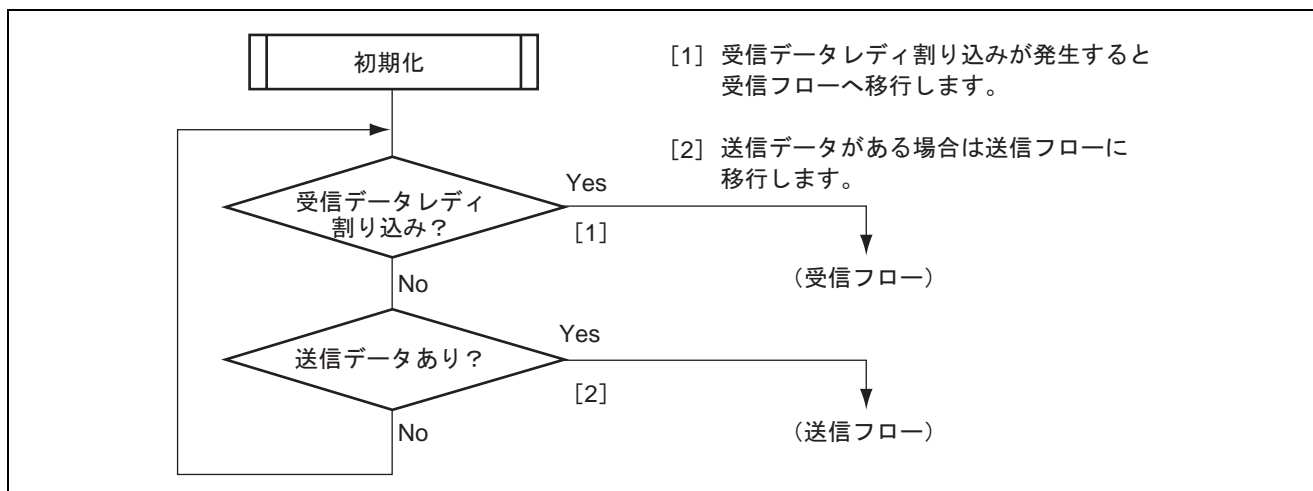 初期化
[1] 受信データレディ割り込みが発生すると
受信フローへ移行します。
[2] 送信データがある場合は送信フローに
移行します。
受信データレディ
割り込み？
Yes
[1]
（受信フロー）
No
送信データあり？
Yes
[2]
（送信フロー）
No